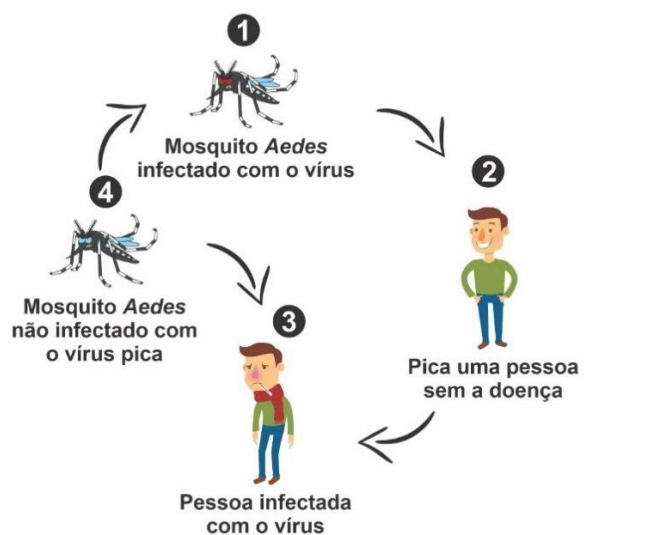 1
Mosquito Aedes
infectado com o vírus
2
Pica uma pessoa
sem a doença
3
Pessoa infectada
com o vírus
4
Mosquito Aedes
não infectado com
o vírus pica